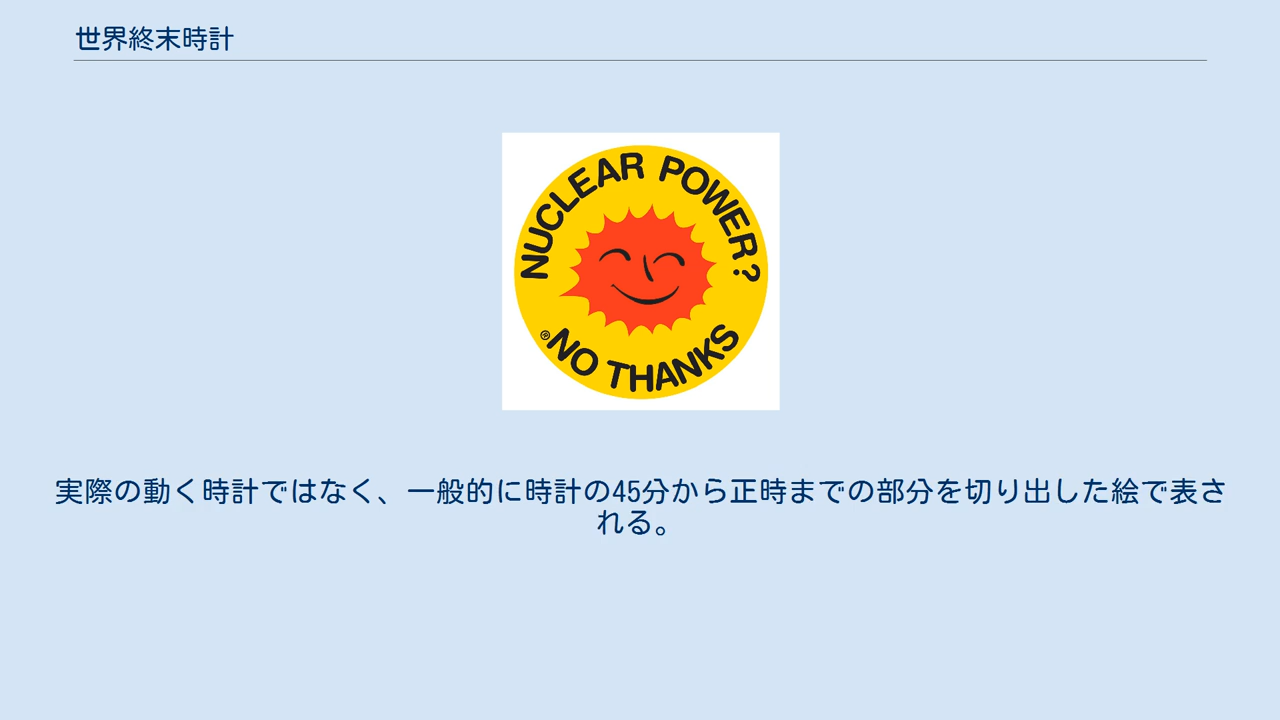 世界終末時計
NUCLEAR POWER?
®NO THANKS
実際の動く時計ではなく、一般的に時計の45分から正時までの部分を切り出した絵で表さ
れる。